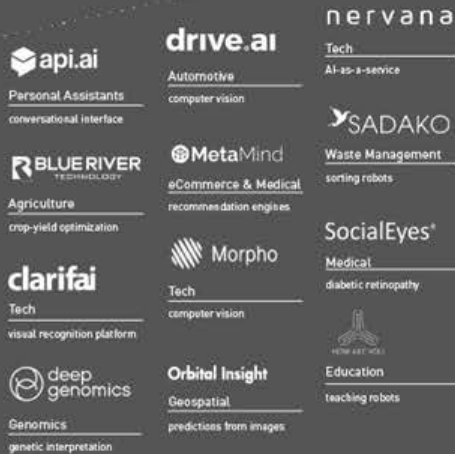 api.ai
Personal Assistants
conversational interface
BLUE RIVER
TECHNOLOGY
Agriculture
crop-yield optimization
clarifai
Tech
visual recognition platform
deep
genomics
Genomics
genetic interpretation
drive.ai
Automotive
computer vision
MetaMind
eCommerce & Medical
recommendation engines
Morpho
Tech
computer vision
Orbital Insight
Geospatial
predictions from images
nervana
Tech
AI-as-a-service
SADAKO
Waste Management
sorting robots
SocialEyes*
Medical
diabetic retinopathy
Education
teaching robots